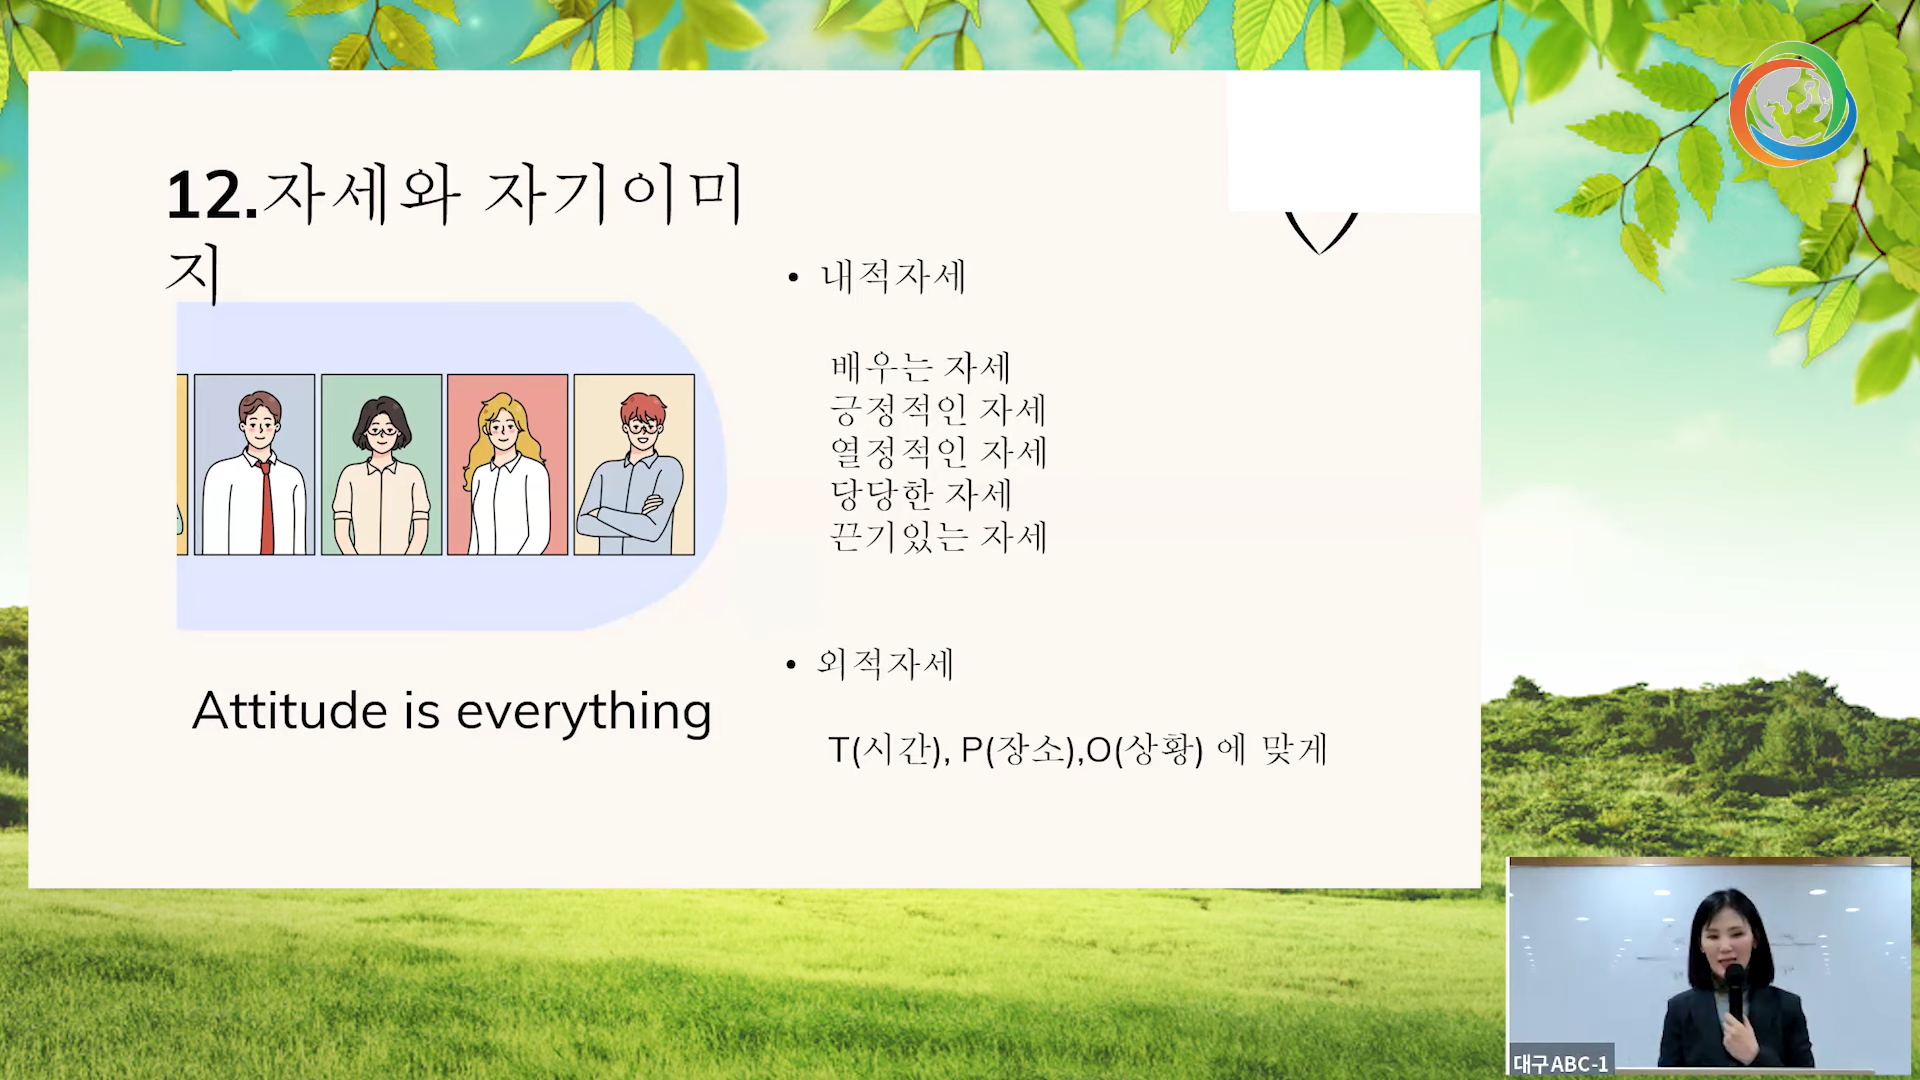 12.자세와 자기이미
지
Attitude is everything
• 내적자세
배우는 자세
긍정적인 자세
열정적인 자세
당당한 자세
끈기있는 자세
• 외적자세
T(시간), P(장소),O(상황) 에 맞게
대구ABC-1